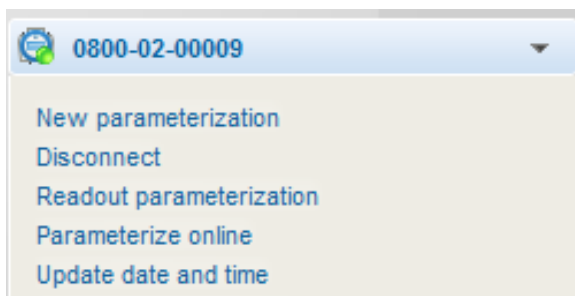 0800-02-00009
New parameterization
Disconnect
Readout parameterization
Parameterize online
Update date and time